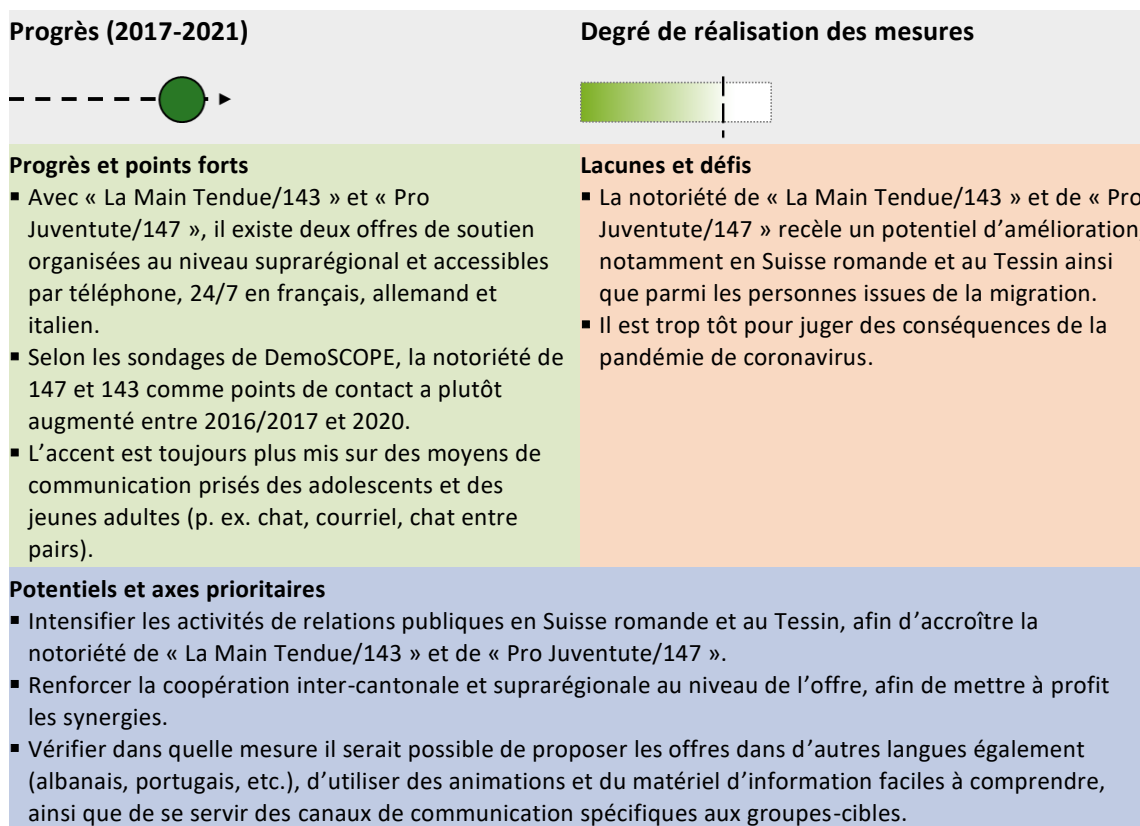 Progrès (2017-2021)
Degré de réalisation des mesures
Progrès et points forts
▪ Avec « La Main Tendue/143 » et « Pro
Juventute/147 », il existe deux offres de soutien
organisées au niveau suprarégional et accessibles
par téléphone, 24/7 en français, allemand et
italien.
▪ Selon les sondages de DemoSCOPE, la notoriété de
147 et 143 comme points de contact a plutôt
augmenté entre 2016/2017 et 2020.
▪ L’accent est toujours plus mis sur des moyens de
communication prisés des adolescents et des
jeunes adultes (p. ex. chat, courriel, chat entre
pairs).
Lacunes et défis
▪ La notoriété de « La Main Tendue/143 » et de « Pro
Juventute/147 » recèle un potentiel d’amélioration
notamment en Suisse romande et au Tessin ainsi
que parmi les personnes issues de la migration.
▪ Il est trop tôt pour juger des conséquences de la
pandémie de coronavirus.
Potentiels et axes prioritaires
▪ Intensifier les activités de relations publiques en Suisse romande et au Tessin, afin d’accroître la
notoriété de « La Main Tendue/143 » et de « Pro Juventute/147 ».
▪ Renforcer la coopération inter-cantonale et suprarégionale au niveau de l’offre, afin de mettre à profit
les synergies.
▪ Vérifier dans quelle mesure il serait possible de proposer les offres dans d’autres langues également
(albanais, portugais, etc.), d’utiliser des animations et du matériel d’information faciles à comprendre,
ainsi que de se servir des canaux de communication spécifiques aux groupes-cibles.